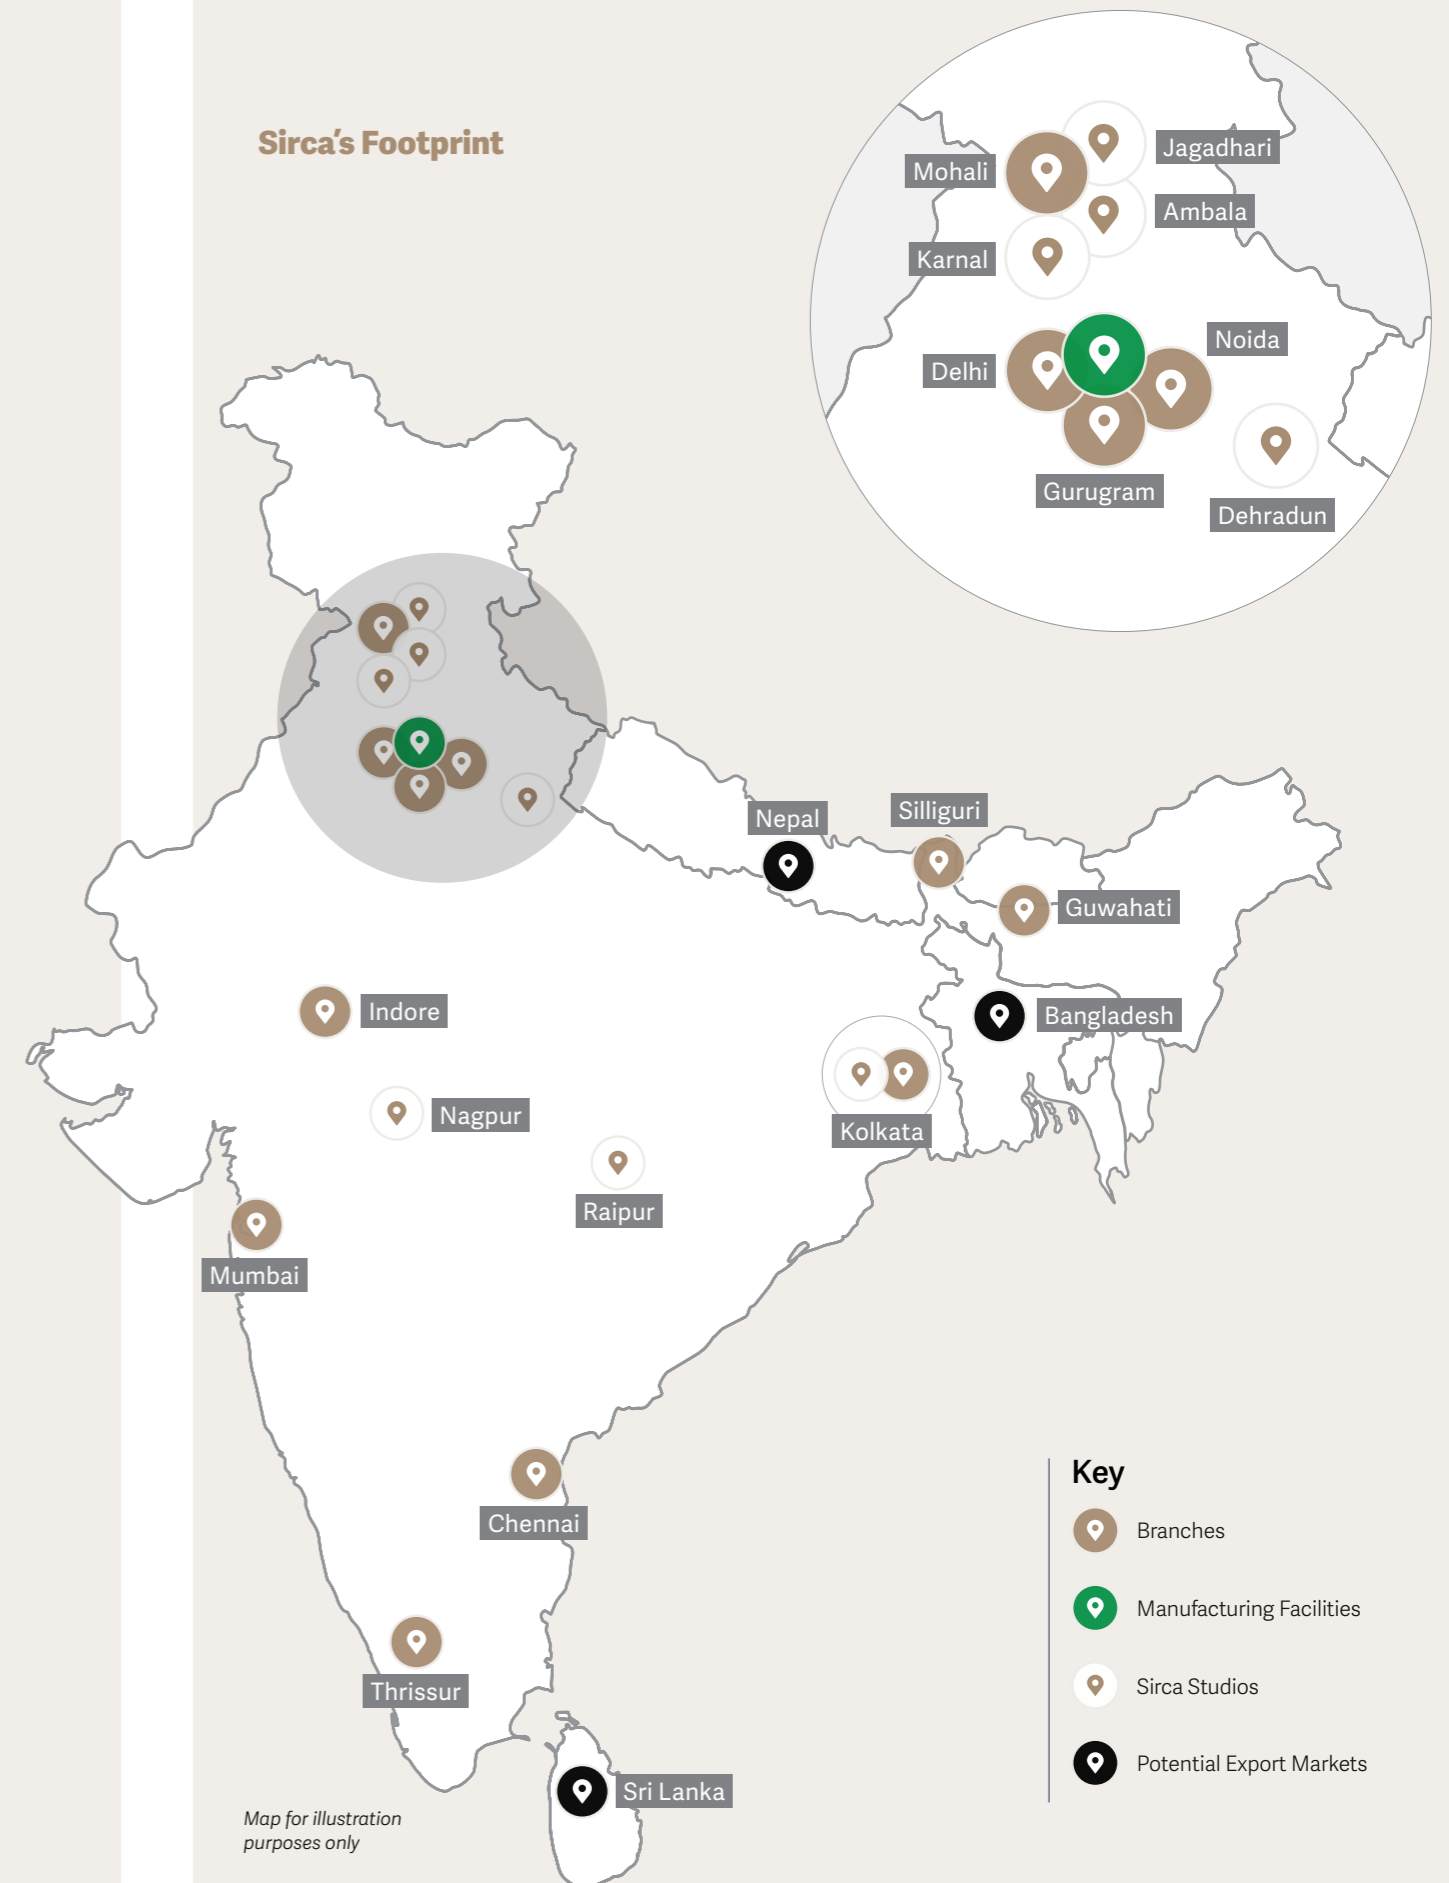 Sirca's Footprint
Jagadhari
Mohali
Ambala
Karnal
Noida
Delhi
Gurugram
Dehradun
Silliguri
Nepal
Guwahati
Indore
Bangladesh
Nagpur
Kolkata
Raipur
Mumbai
Chennai
Thrissur
Sri Lanka
Key
Branches
Manufacturing Facilities
Sirca Studios
Potential Export Markets
Map for illustration
purposes only